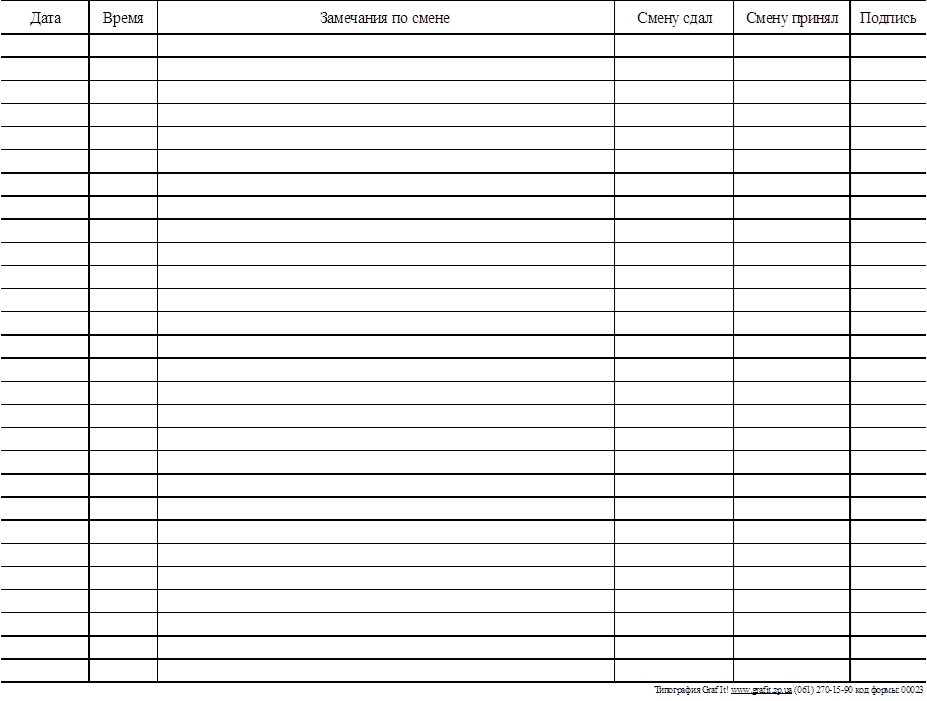 Дата Время Замечания по смене Смену сдал Смену принял Подпись
Типография Graf It! www.grafit.zp.ua (061) 270-15-90 код формы: 00023